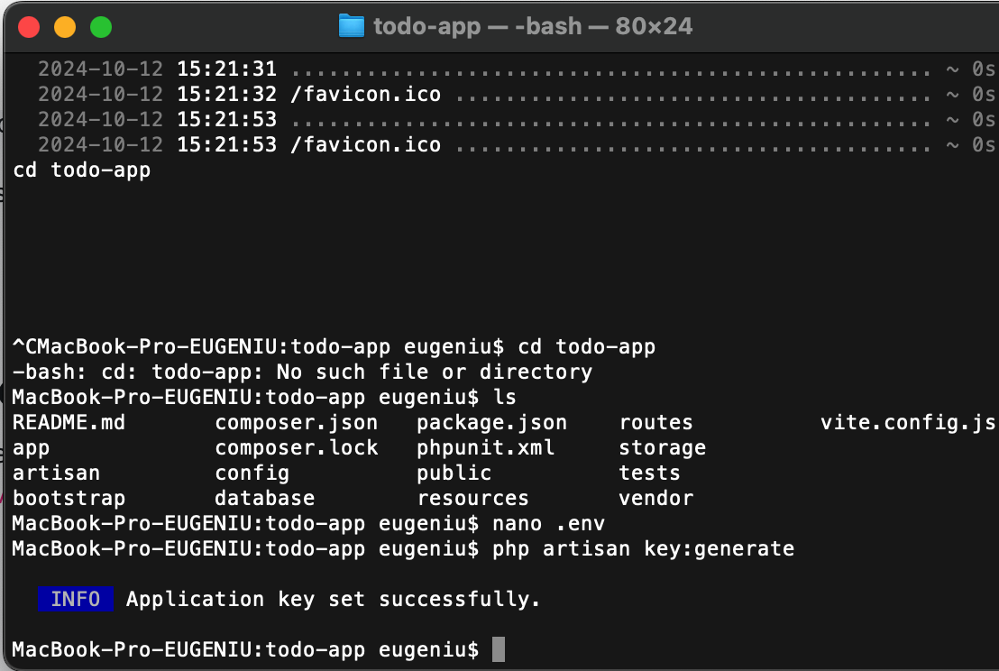 todo-app — -bash — 80×24
2024-10-12 15:21:31 ................................................... ~ 0s
2024-10-12 15:21:32 /favicon.ico ...................................... ~ 0s
2024-10-12 15:21:53 ................................................... ~ 0s
2024-10-12 15:21:53 /favicon.ico ...................................... ~ 0s
cd todo-app
^CMacBook-Pro-EUGENIU:todo-app eugeniu$ cd todo-app
-bash: cd: todo-app: No such file or directory
MacBook-Pro-EUGENIU:todo-app eugeniu$ ls
README.md composer.json package.json routes vite.config.js
app composer.lock phpunit.xml storage
artisan config public tests
bootstrap database resources vendor
MacBook-Pro-EUGENIU:todo-app eugeniu$ nano .env
MacBook-Pro-EUGENIU:todo-app eugeniu$ php artisan key:generate
INFO Application key set successfully.
MacBook-Pro-EUGENIU:todo-app eugeniu$